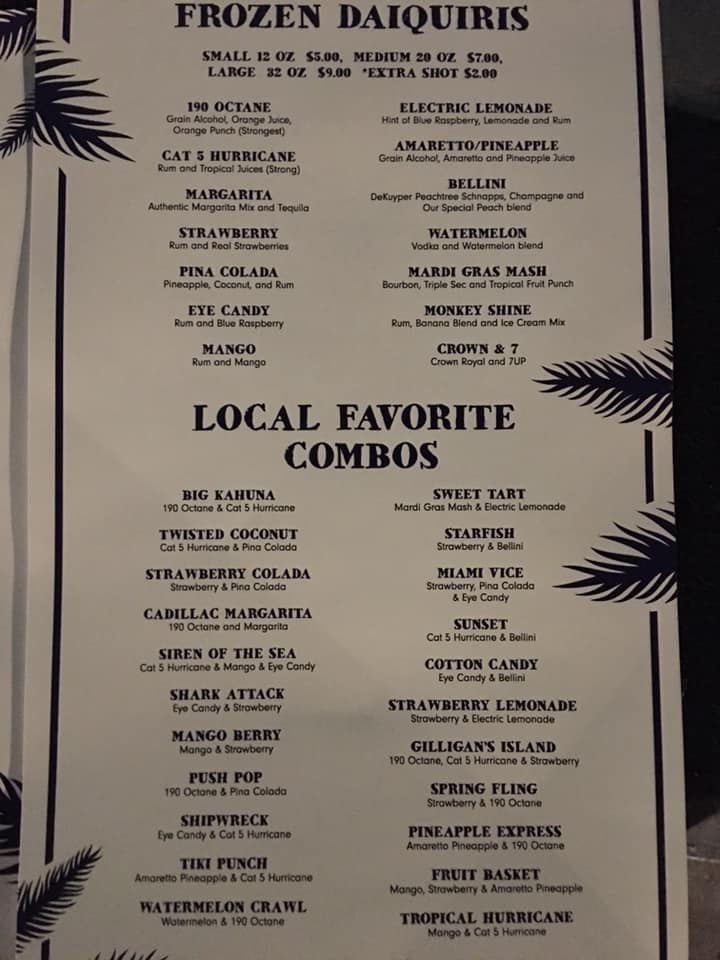 FROZEN DAIQUIRIS
SMALL 12 OZ $5.00, MEDIUM 20 OZ $7.00,
LARGE 32 OZ $9.00 *EXTRA SHOT $2.00
190 OCTANE
Grain Alcohol, Orange Juice,
Orange Punch (Strongest)
CAT 5 HURRICANE
Rum and Tropical Juices (Strong)
MARGARITA
Authentic Margarita Mix and Tequila
STRAWBERRY
Rum and Real Strawberries
PINA COLADA
Pineapple, Coconut, and Rum
EYE CANDY
Rum and Blue Raspberry
MANGO
Rum and Mango
ELECTRIC LEMONADE
Hint of Blue Raspberry, Lemonade and Rum
AMARETTO/PINEAPPLE
Grain Alcohol, Amaretto and Pineapple Juice
BELLINI
DeKuyper Peachtree Schnapps, Champagne and
Our Special Peach blend
WATERMELON
Vodka and Watermelon blend
MARDI GRAS MASH
Bourbon, Triple Sec and Tropical Fruit Punch
MONKEY SHINE
Rum, Banana Blend and Ice Cream Mix
CROWN & 7
Crown Royal and 7UP
LOCAL FAVORITE
COMBOS
BIG KAHUNA
190 Octane & Cat 5 Hurricane
TWISTED COCONUT
Cat 5 Hurricane & Pina Colada
STRAWBERRY COLADA
Strawberry & Pina Colada
CADILLAC MARGARITA
190 Octane and Margarita
SIREN OF THE SEA
Cat 5 Hurricane & Mango & Eye Candy
SHARK ATTACK
Eye Candy & Strawberry
MANGO BERRY
Mango & Strawberry
PUSH POP
190 Octane & Pina Colada
SHIPWRECK
Eye Candy & Cat 5 Hurricane
TIKI PUNCH
Amaretto Pineapple & Cat 5 Hurricane
WATERMELON CRAWL
Watermelon & 190 Octane
SWEET TART
Mardi Gras Mash & Electric Lemonade
STARFISH
Strawberry & Bellini
MIAMI VICE
Strawberry, Pina Colada
& Eye Candy
SUNSET
Cat 5 Hurricane & Bellini
COTTON CANDY
Eye Candy & Bellini
STRAWBERRY LEMONADE
Strawberry & Electric Lemonade
GILLIGAN'S ISLAND
190 Octane, Cat 5 Hurricane & Strawberry
SPRING FLING
Strawberry & 190 Octane
PINEAPPLE EXPRESS
Amaretto Pineapple & 190 Octane
FRUIT BASKET
Mango, Strawberry & Amaretto Pineapple
TROPICAL HURRICANE
Mango & Cat 5 Hurricane